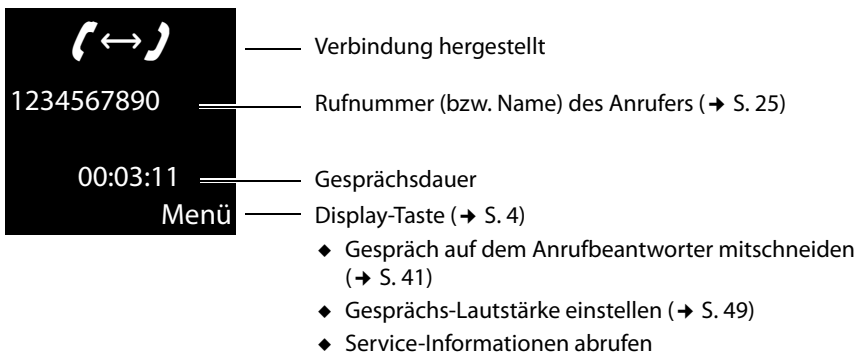 Verbindung hergestellt
1234567890 Rufnummer (bzw. Name) des Anrufers (➔ S. 25)
00:03:11 Gesprächsdauer
Menü Display-Taste (➔ S. 4)
◆ Gespräch auf dem Anrufbeantworter mitschneiden
(➔ S. 41)
◆ Gesprächs-Lautstärke einstellen (➔ S. 49)
◆ Service-Informationen abrufen